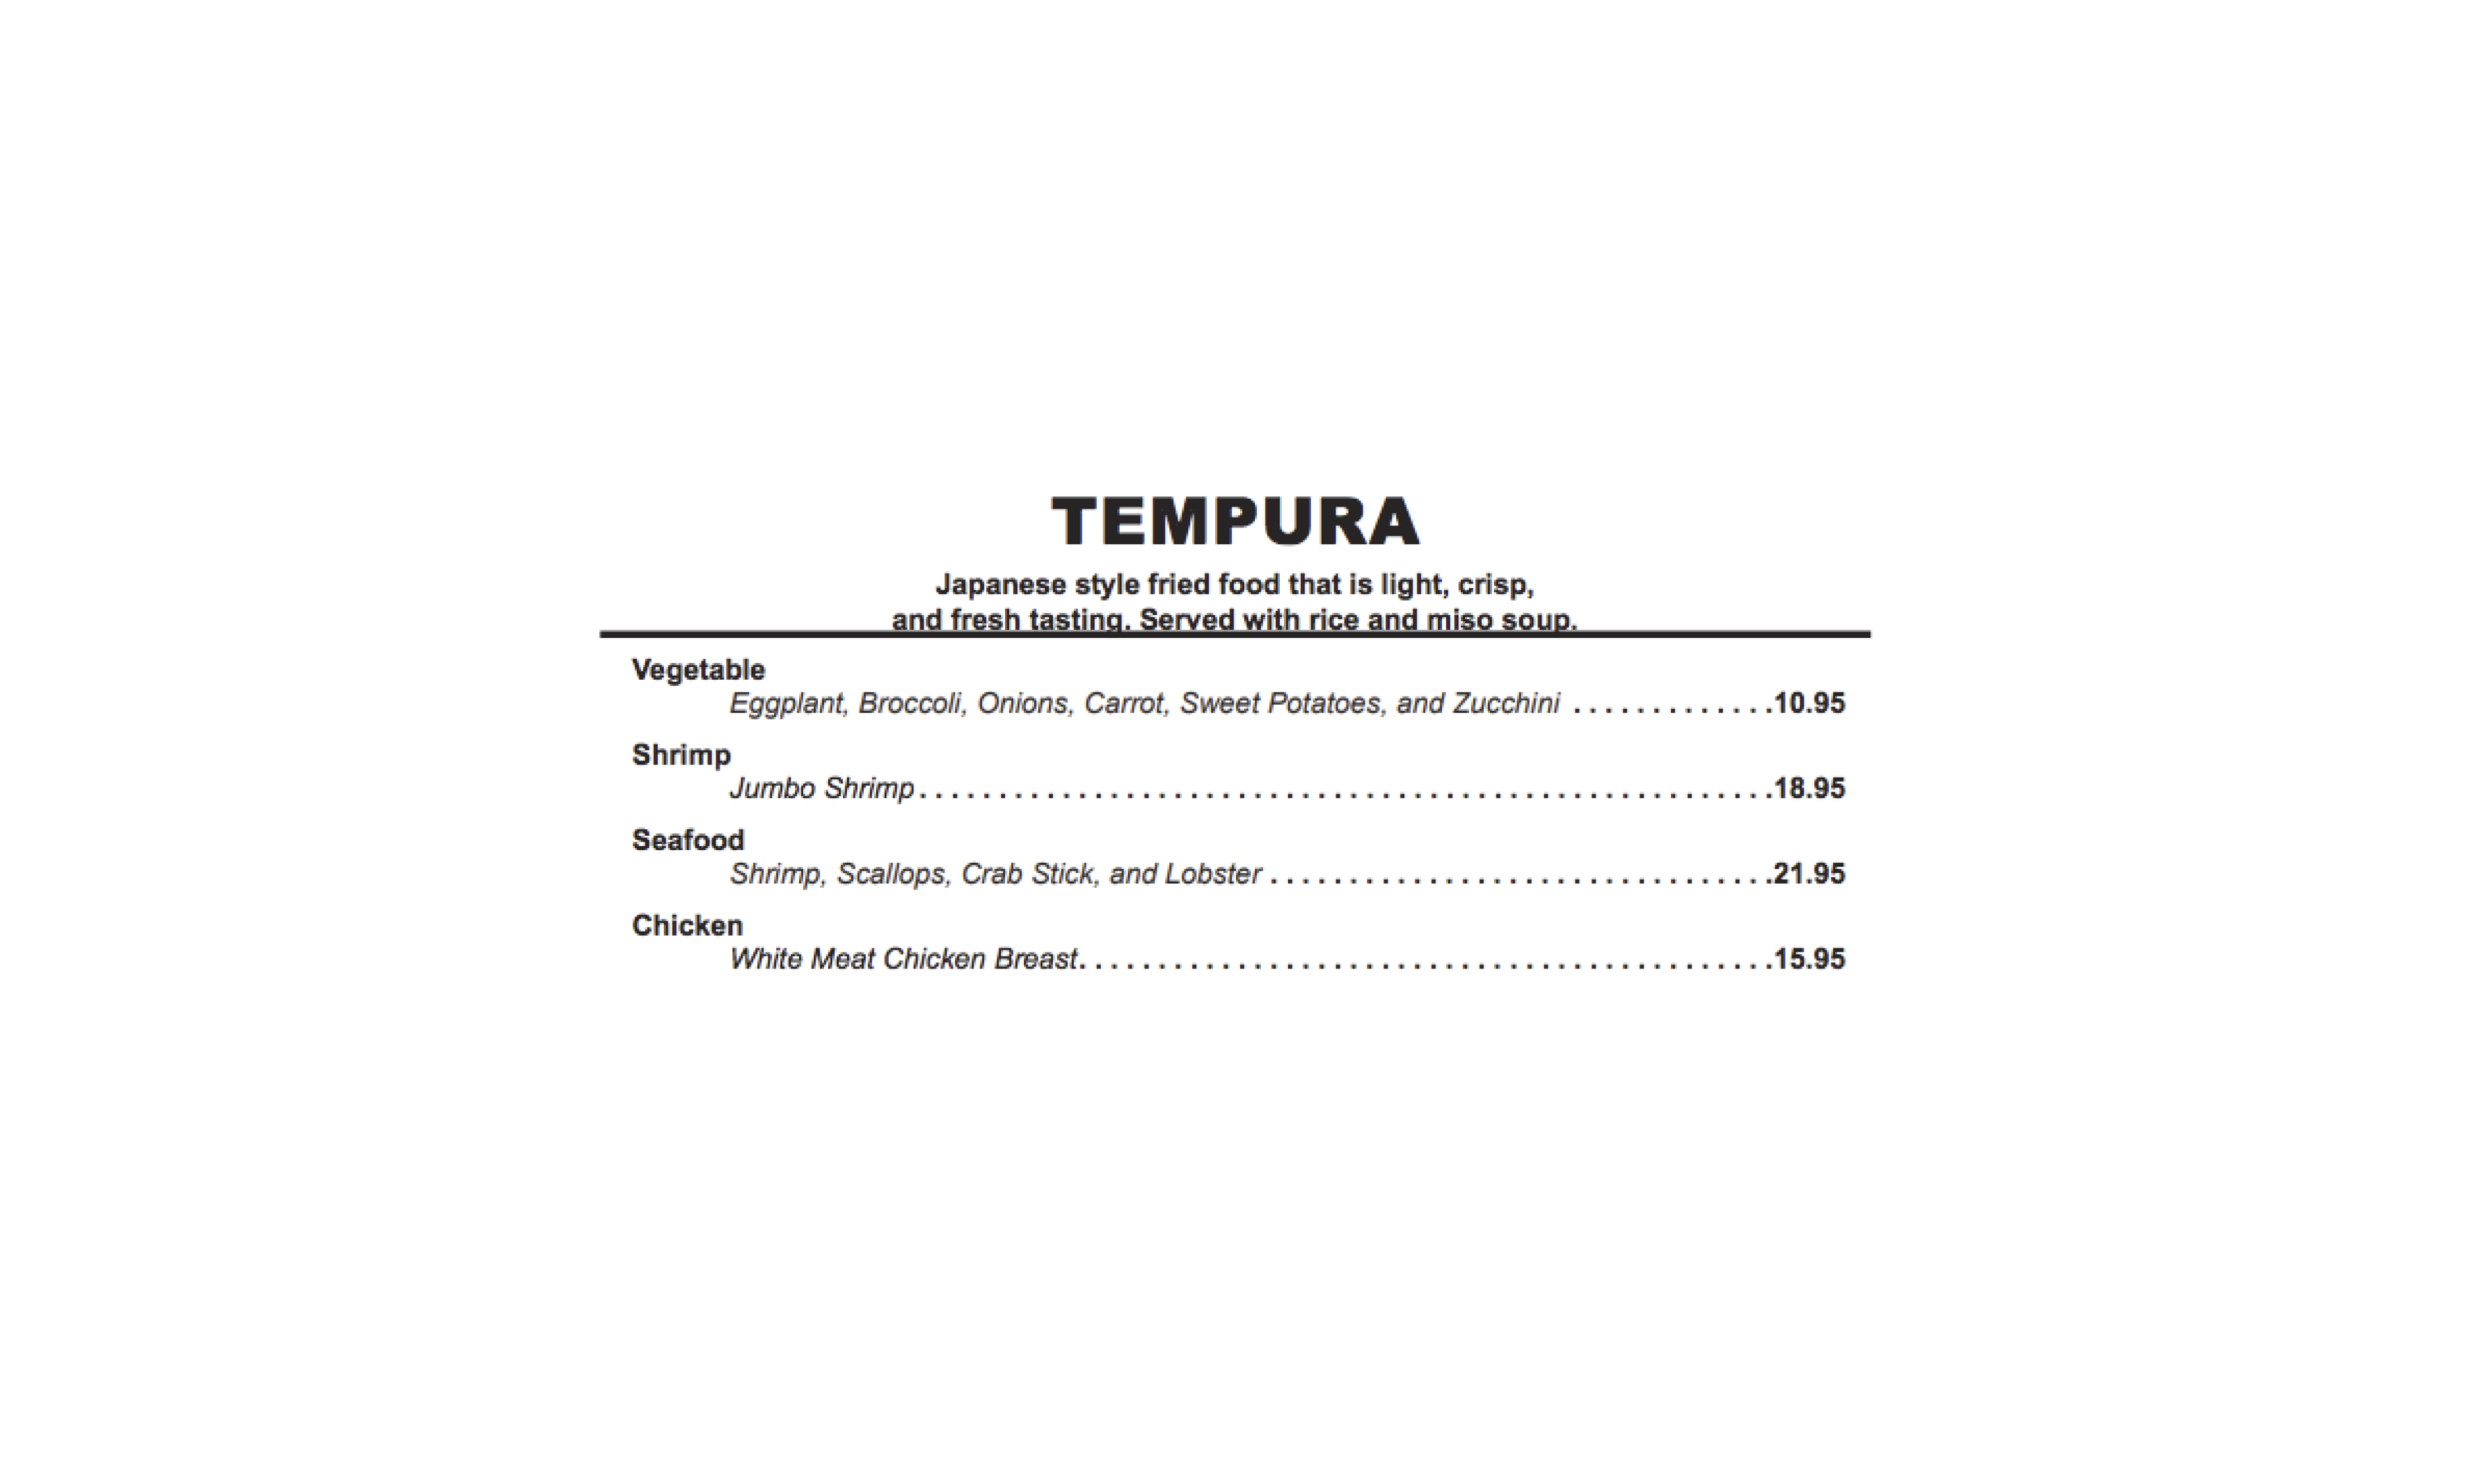 TEMPURA
Japanese style fried food that is light, crisp,
and fresh tasting. Served with rice and miso soup.
Vegetable
Eggplant, Broccoli, Onions, Carrot, Sweet Potatoes, and Zucchini . . . . . . . . . . . . .10.95
Shrimp
Jumbo Shrimp. . . . . . . . . . . . . . . . . . . . . . . . . . . . . . . . . . . . . . . . . . . . . . . . . . . . . .18.95
Seafood
Shrimp, Scallops, Crab Stick, and Lobster . . . . . . . . . . . . . . . . . . . . . . . . . . . . . . . .21.95
Chicken
White Meat Chicken Breast. . . . . . . . . . . . . . . . . . . . . . . . . . . . . . . . . . . . . . . . . . . .15.95